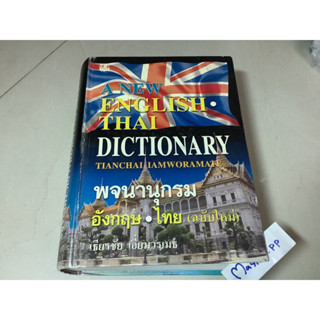 A NEW
ENGLISH •
THAI
DICTIONARY
TIANCHAI IAMWORAMATE
พจนานุกรม
อังกฤษ • ไทย (ฉบับใหม่)
เธียรชัย เอี่ยมวรเมธ